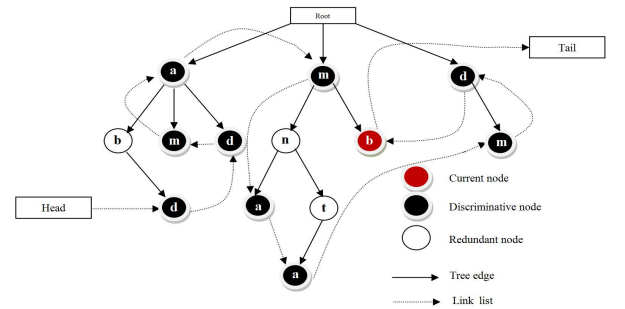 Root
Tail
a
m
d
b
m
d
n
b
m
Head
d
a
t
a
Current node
Discriminative node
Redundant node
Tree edge
Link list